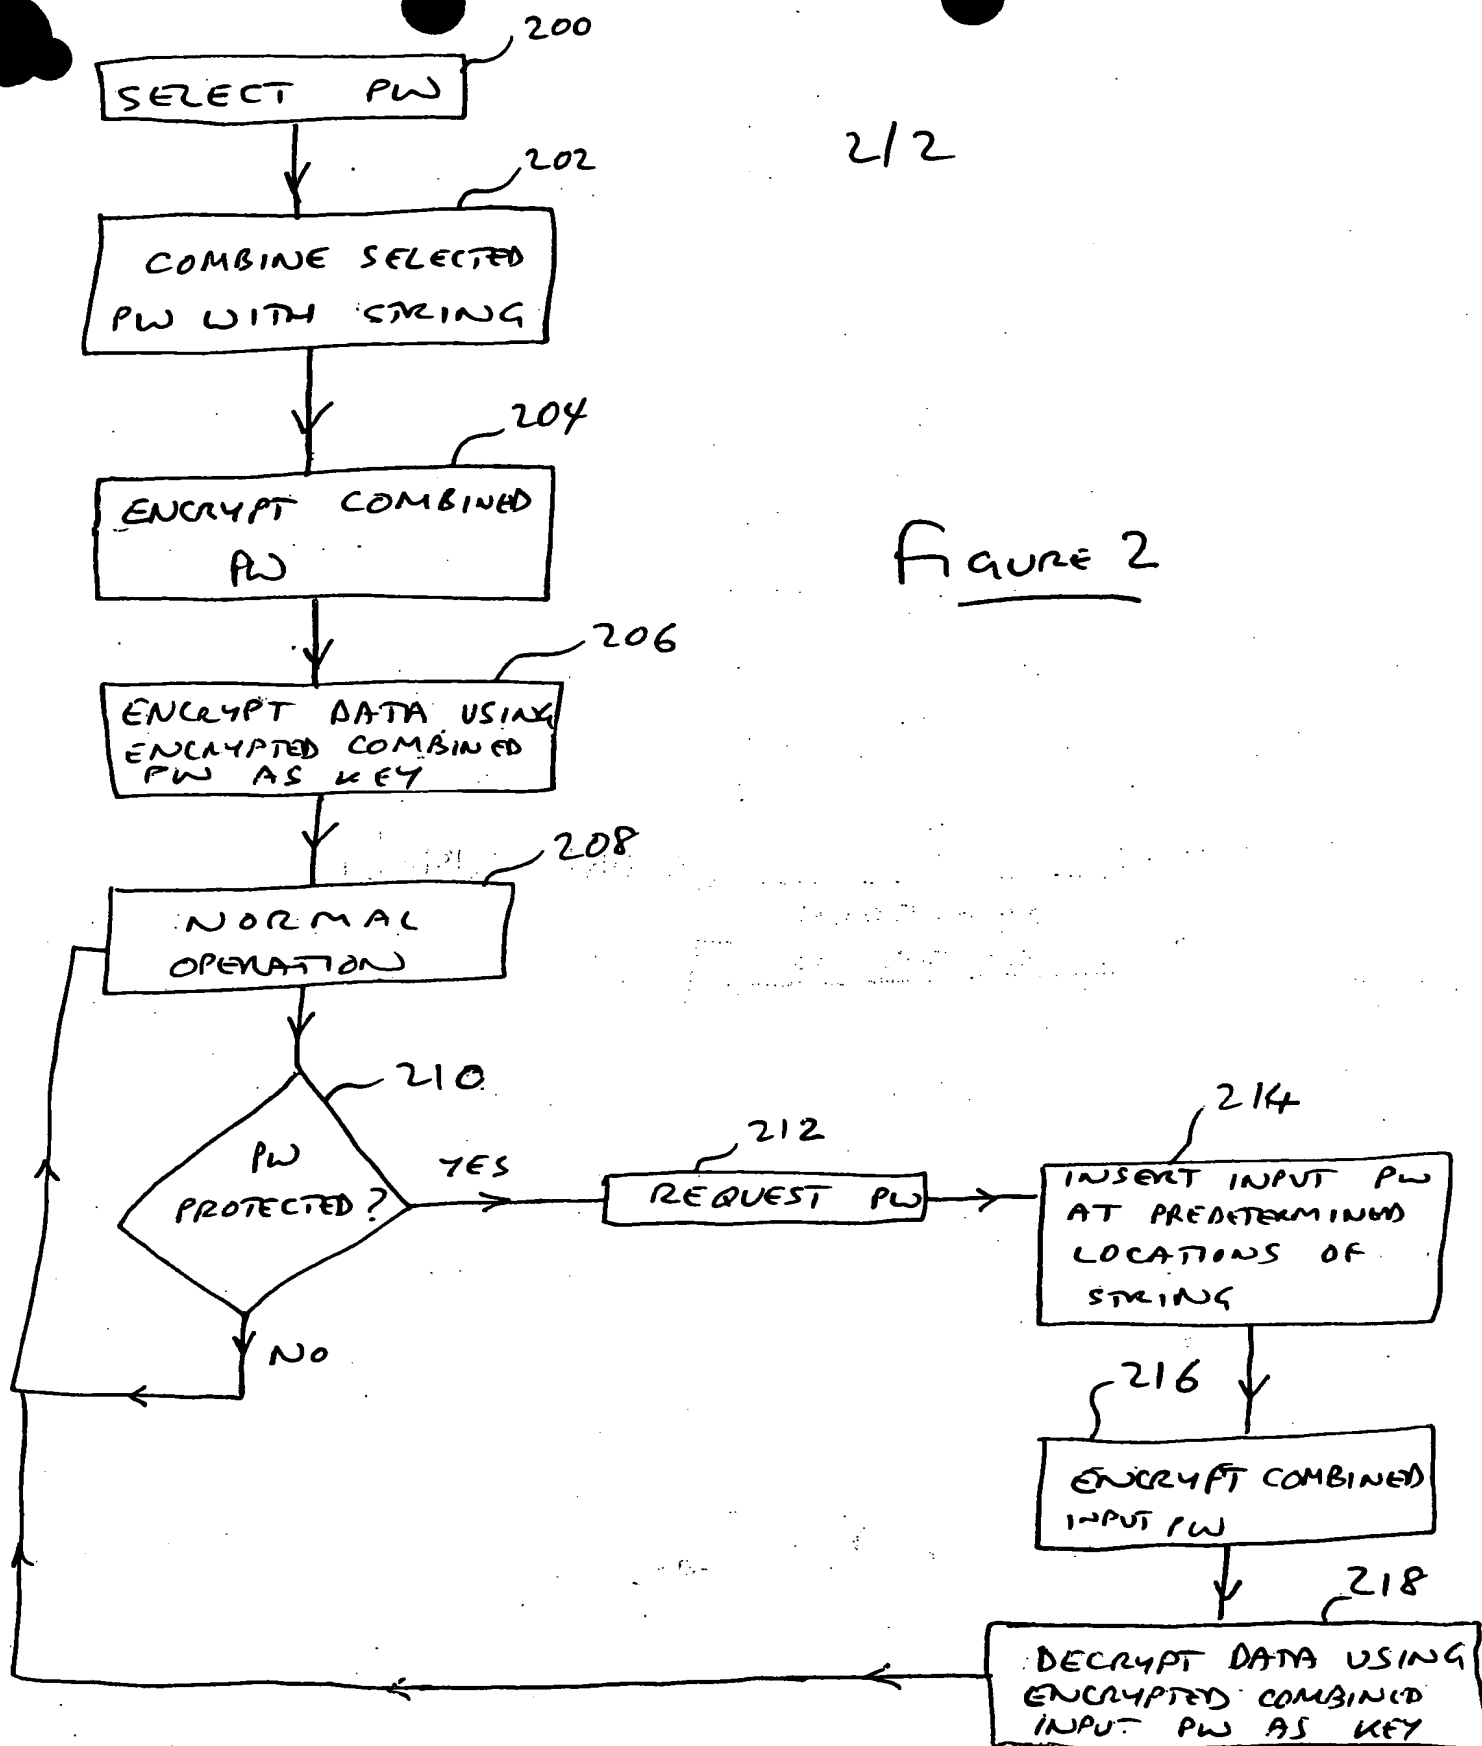 200
SELECT PW
2/2
202
COMBINE SELECTED
PW WITH STRING
204
ENCRYPT COMBINED
PW
FIGURE 2
206
ENCRYPT DATA USING
ENCRYPTED COMBINED
PW AS KEY
208
NORMAL
OPERATION
210
PW
PROTECTED?
YES
NO
212
REQUEST PW
214
INSERT INPUT PW
AT PREDETERMINED
LOCATIONS OF
STRING
216
ENCRYPT COMBINED
INPUT PW
218
DECRYPT DATA USING
ENCRYPTED COMBINED
INPUT PW AS KEY